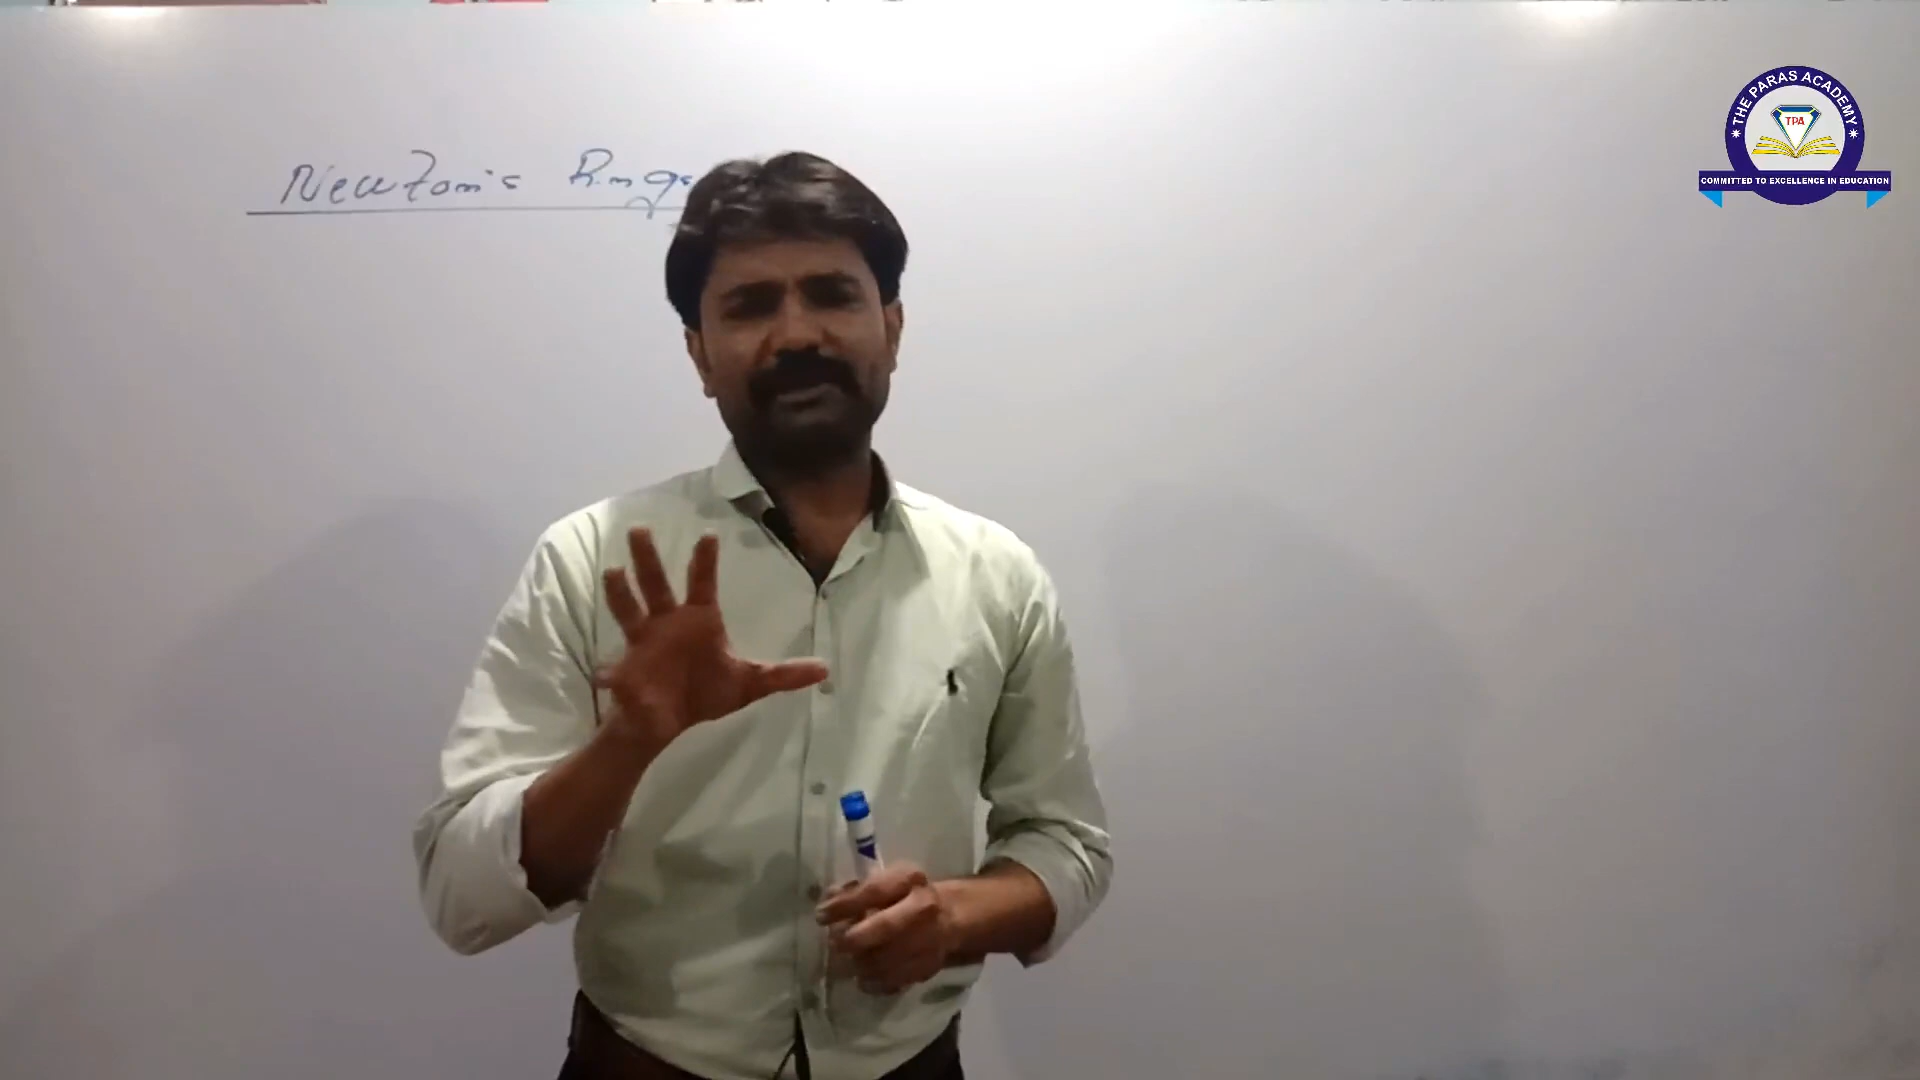 Newton's Rings
THE PARAS ACADEMY
TPA
COMMITTED TO EXCELLENCE IN EDUCATION